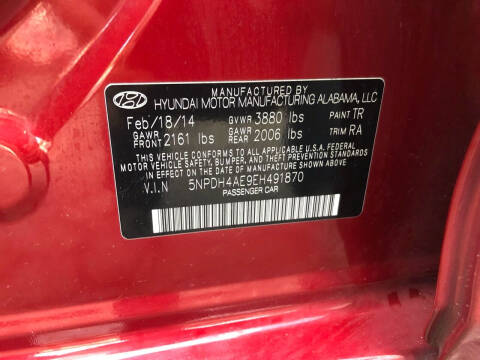 MANUFACTURED BY
HYUNDAI MOTOR MANUFACTURING ALABAMA, LLC
Feb/18/14 GVWR 3880 lbs PAINT TR
GAWR FRONT 2161 lbs GAWR REAR 2006 lbs TRIM RA
THIS VEHICLE CONFORMS TO ALL APPLICABLE U.S.A. FEDERAL
MOTOR VEHICLE SAFETY, BUMPER, AND THEFT PREVENTION STANDARDS
IN EFFECT ON THE DATE OF MANUFACTURE SHOWN ABOVE
V.I.N 5NPDH4AE9EH491870
PASSENGER CAR